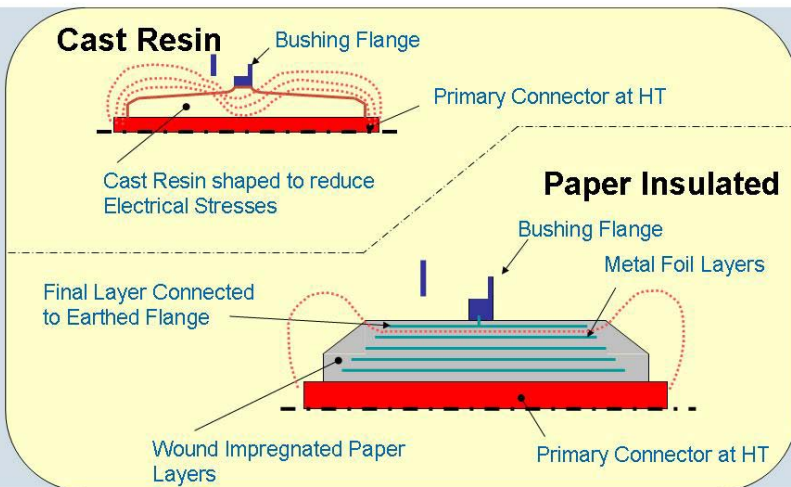 Cast Resin
Bushing Flange
Primary Connector at HT
Cast Resin shaped to reduce
Electrical Stresses
Paper Insulated
Bushing Flange
Metal Foil Layers
Final Layer Connected
to Earthed Flange
Wound Impregnated Paper
Layers
Primary Connector at HT